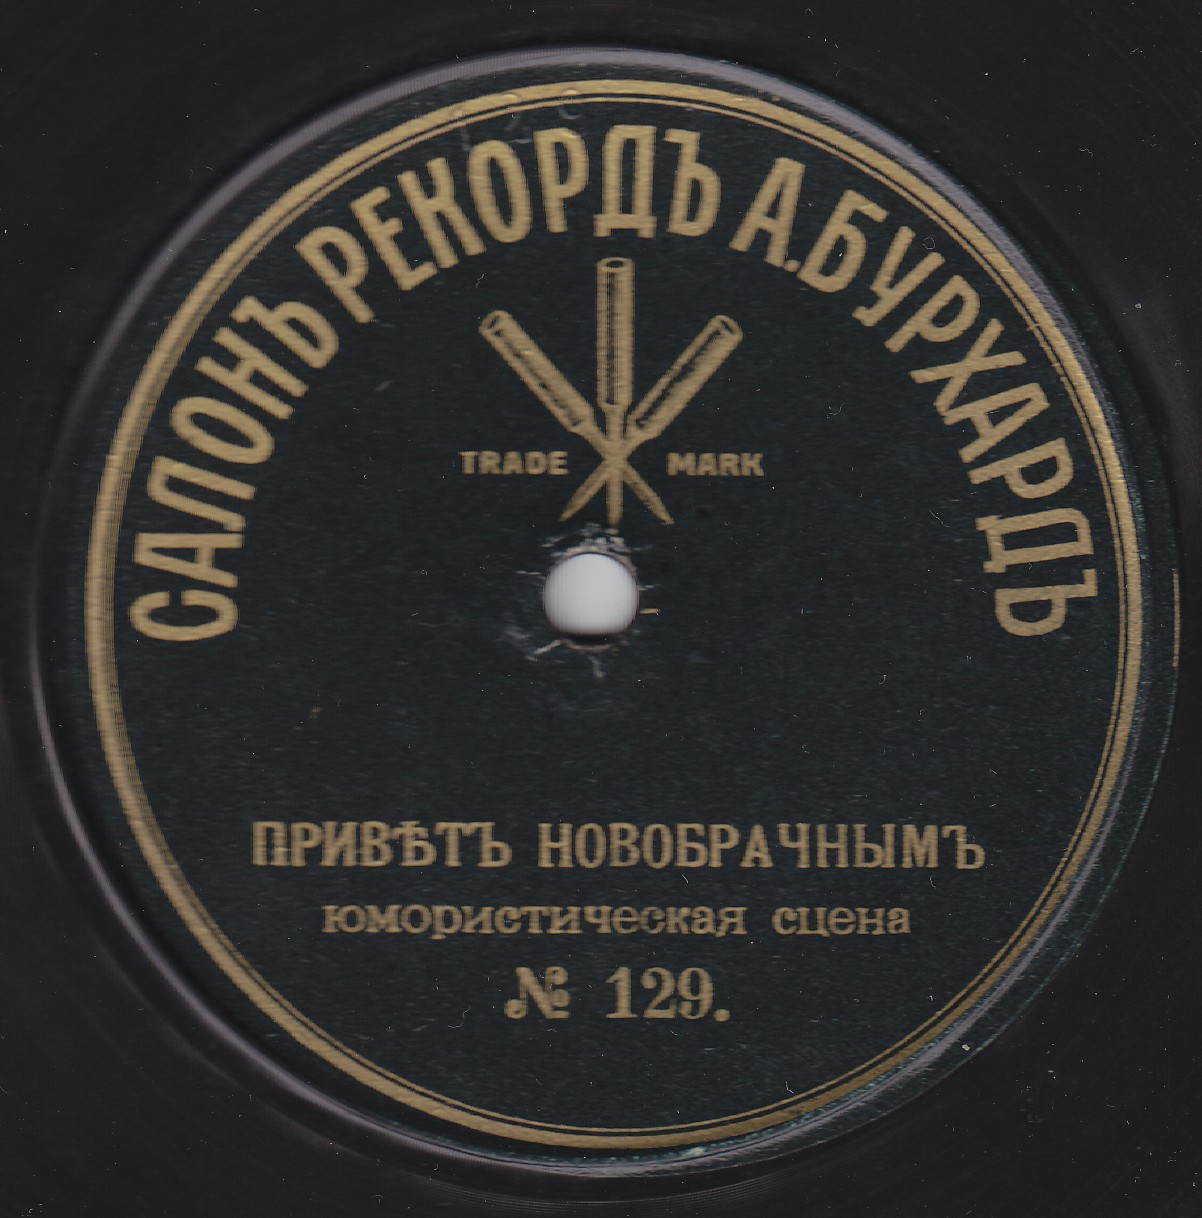 САЛОНЪ РЕКОРДЪ А.БУРХАРДЪ
TRADE MARK
ПРИВѢТЪ НОВОБРАЧНЫМЪ
юмористическая сцена
№ 129.